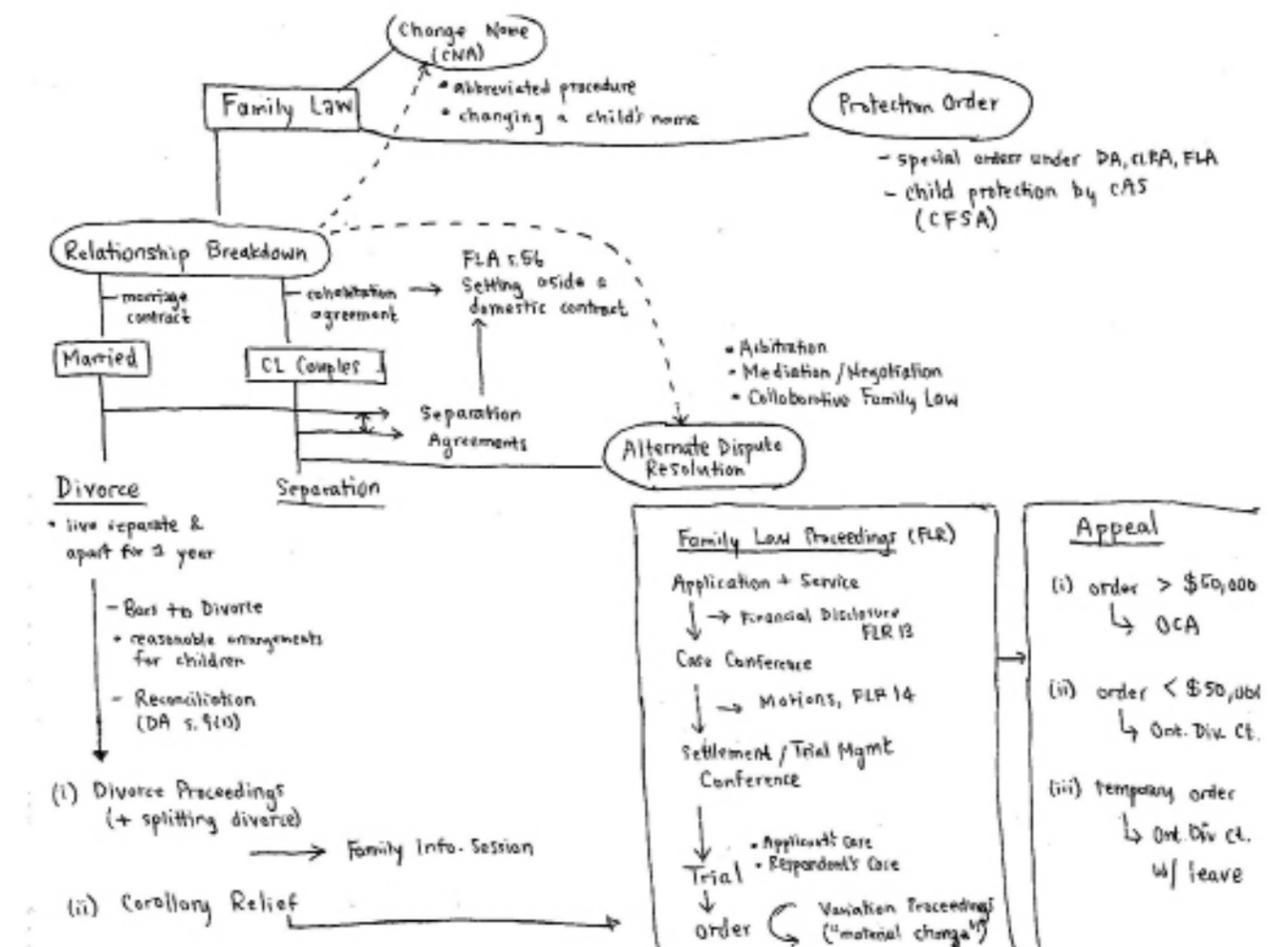 Change Name
(CNA)
Family Law
• abbreviated procedure
• changing a child's name
Protection Order
- special orders under DA, CLRA, FLA
- child protection by CAS
(CFSA)
Relationship Breakdown
- marriage
contract
- cohabitation
agreement
FLA s.56
Setting aside a
domestic contract
Married
CL Couples
• Arbitration
• Mediation / Negotiation
• Collaborative Family Law
Separation
Agreements
Alternate Dispute
Resolution
Divorce
• live separate &
apart for 1 year
Separation
- Bars to Divorce
• reasonable arrangements
for children
- Reconciliation
(DA s.
(i) Divorce Proceedings
(+ splitting divorce)
Family Info. Session
(ii) Corollary Relief
Family Law Proceedings (FLR)
Application + Service
Financial Disclosure
FLR 13
Case Conference
Motions, FLR 14
Settlement / Trial Mgmt
Conference
• Applicant's Case
• Respondent's Case
Trial
order
Variation Proceedings
("material change")
Appeal
(i) order > $50,000
OCA
(ii) order <
Ont. Div. Ct.
(iii) temporary order
Ont. Div Ct.
w/ leave